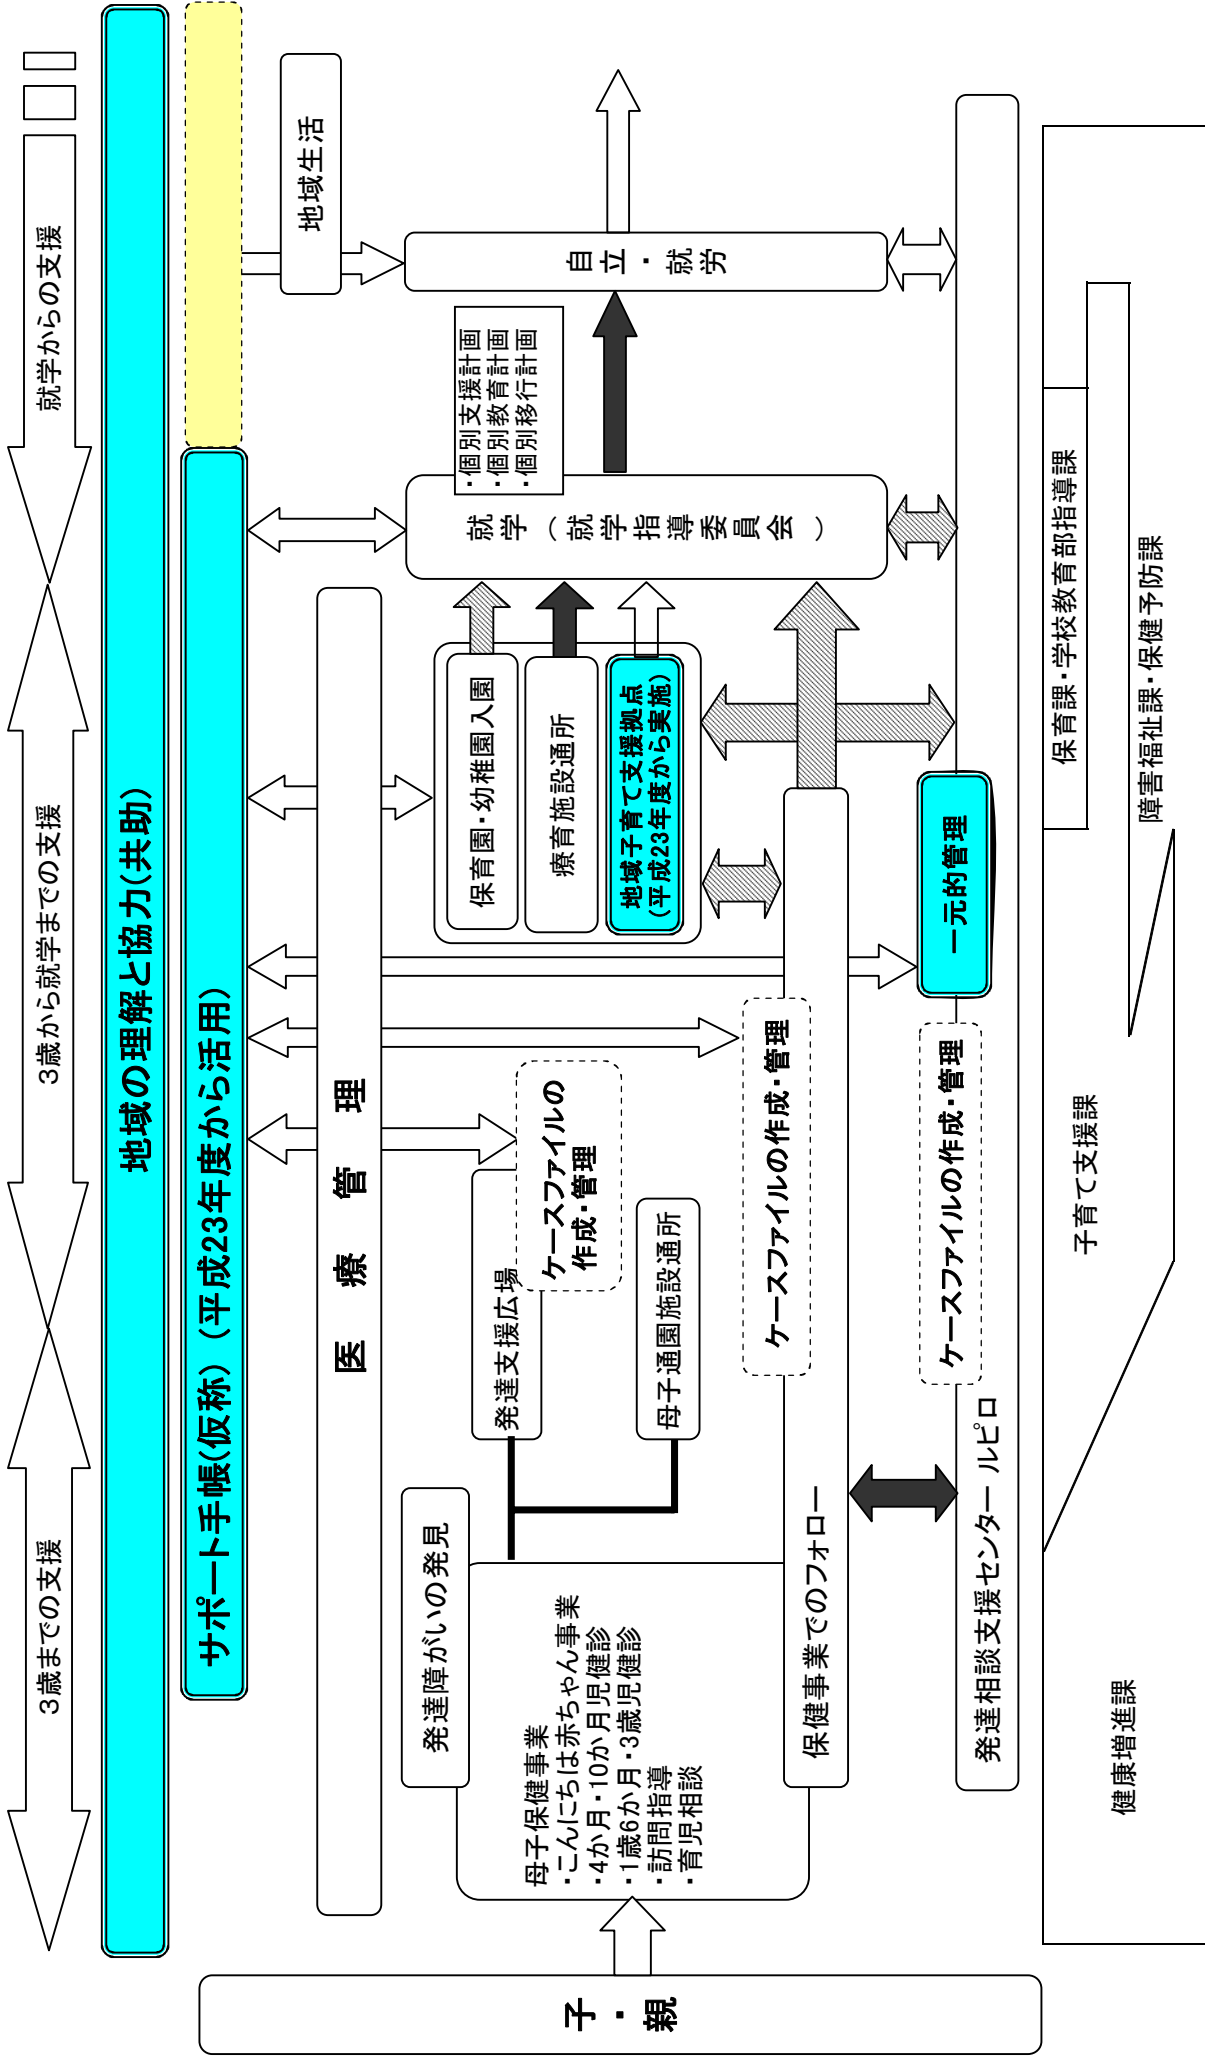 3歳までの支援
3歳から就学までの支援
就学からの支援
地域の理解と協力(共助)
サポート手帳(仮称)（平成23年度から活用）
医療管理
地域生活
子・親
発達障がいの発見
母子保健事業
・こんにちは赤ちゃん事業
・4か月・10か月児健診
・1歳6か月・3歳児健診
・訪問指導
・育児相談
発達支援広場
ケースファイルの
作成・管理
母子通園施設通所
保育園・幼稚園入園
療育施設通所
地域子育て支援拠点
(平成23年度から実施)
就学（就学指導委員会）
・個別支援計画
・個別教育計画
・個別移行計画
自立・就労
保健事業でのフォロー
ケースファイルの作成・管理
発達相談支援センター ルピロ
ケースファイルの作成・管理
一元的管理
健康増進課
子育て支援課
保育課・学校教育部指導課
障害福祉課・保健予防課